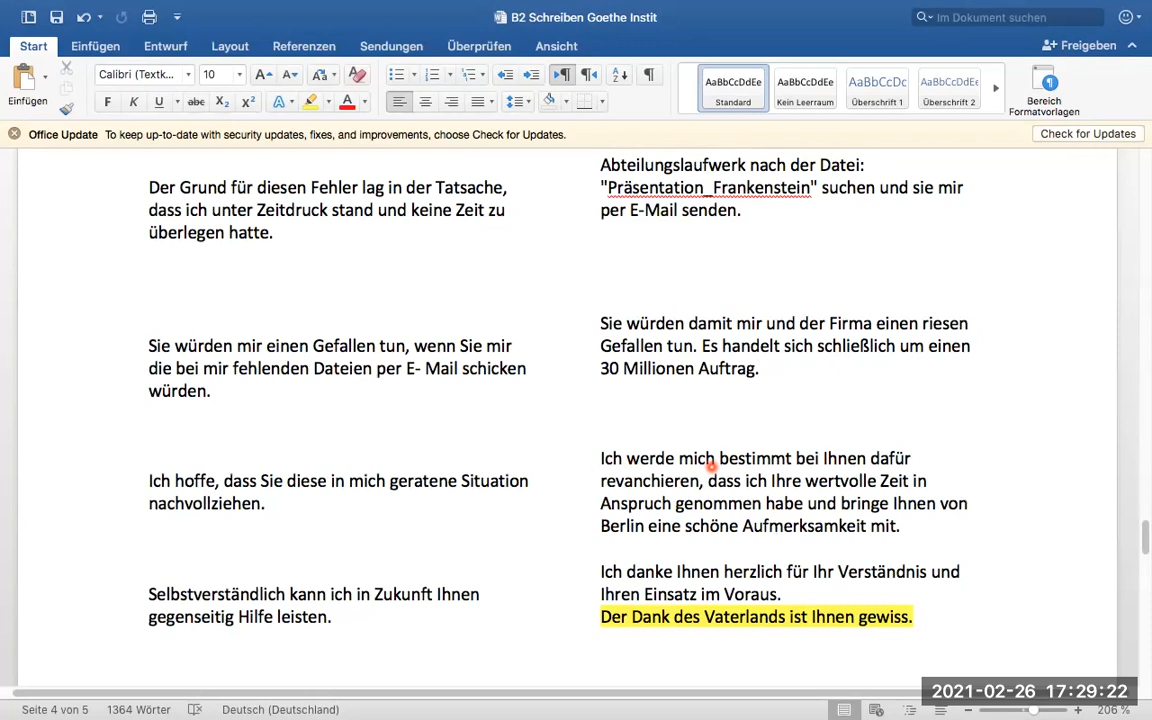 B2 Schreiben Goethe Instit
Im Dokument suchen
Start
Einfügen
Entwurf
Layout
Referenzen
Sendungen
Überprüfen
Ansicht
Freigeben
Einfügen
Calibri (Textk...
10
F K U abc X₂ X²
AaBbCcDdEe
Standard
AaBbCcDdEe
Kein Leerraum
AaBbCcDc
Überschrift 1
AaBbCcDdEe
Überschrift 2
Bereich
Formatvorlagen
Office Update To keep up-to-date with security updates, fixes, and improvements, choose Check for Updates.
Check for Updates
Der Grund für diesen Fehler lag in der Tatsache,
dass ich unter Zeitdruck stand und keine Zeit zu
überlegen hatte.
Sie würden mir einen Gefallen tun, wenn Sie mir
die bei mir fehlenden Dateien per E- Mail schicken
würden.
Ich hoffe, dass Sie diese in mich geratene Situation
nachvollziehen.
Selbstverständlich kann ich in Zukunft Ihnen
gegenseitig Hilfe leisten.
Abteilungslaufwerk nach der Datei:
"Präsentation_Frankenstein" suchen und sie mir
per E-Mail senden.
Sie würden damit mir und der Firma einen riesen
Gefallen tun. Es handelt sich schließlich um einen
30 Millionen Auftrag.
Ich werde mich bestimmt bei Ihnen dafür
revanchieren, dass ich Ihre wertvolle Zeit in
Anspruch genommen habe und bringe Ihnen von
Berlin eine schöne Aufmerksamkeit mit.
Ich danke Ihnen herzlich für Ihr Verständnis und
Ihren Einsatz im Voraus.
Der Dank des Vaterlands ist Ihnen gewiss.
2021-02-26 17:29:22
Seite 4 von 5
1364 Wörter
Deutsch (Deutschland)
206 %